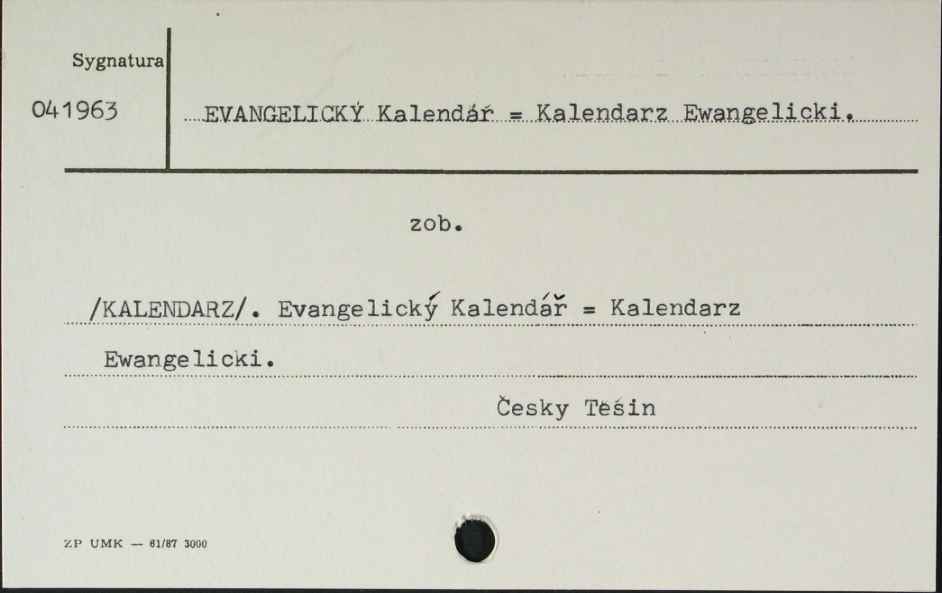 Sygnatura
041963
EVANGELICKÝ Kalendář = Kalendarz Ewangelicki.
zob.
/KALENDARZ/. Evangelický Kalendář = Kalendarz
Ewangelicki.
Česky Těšin
ZP UMK — 61/87 3000